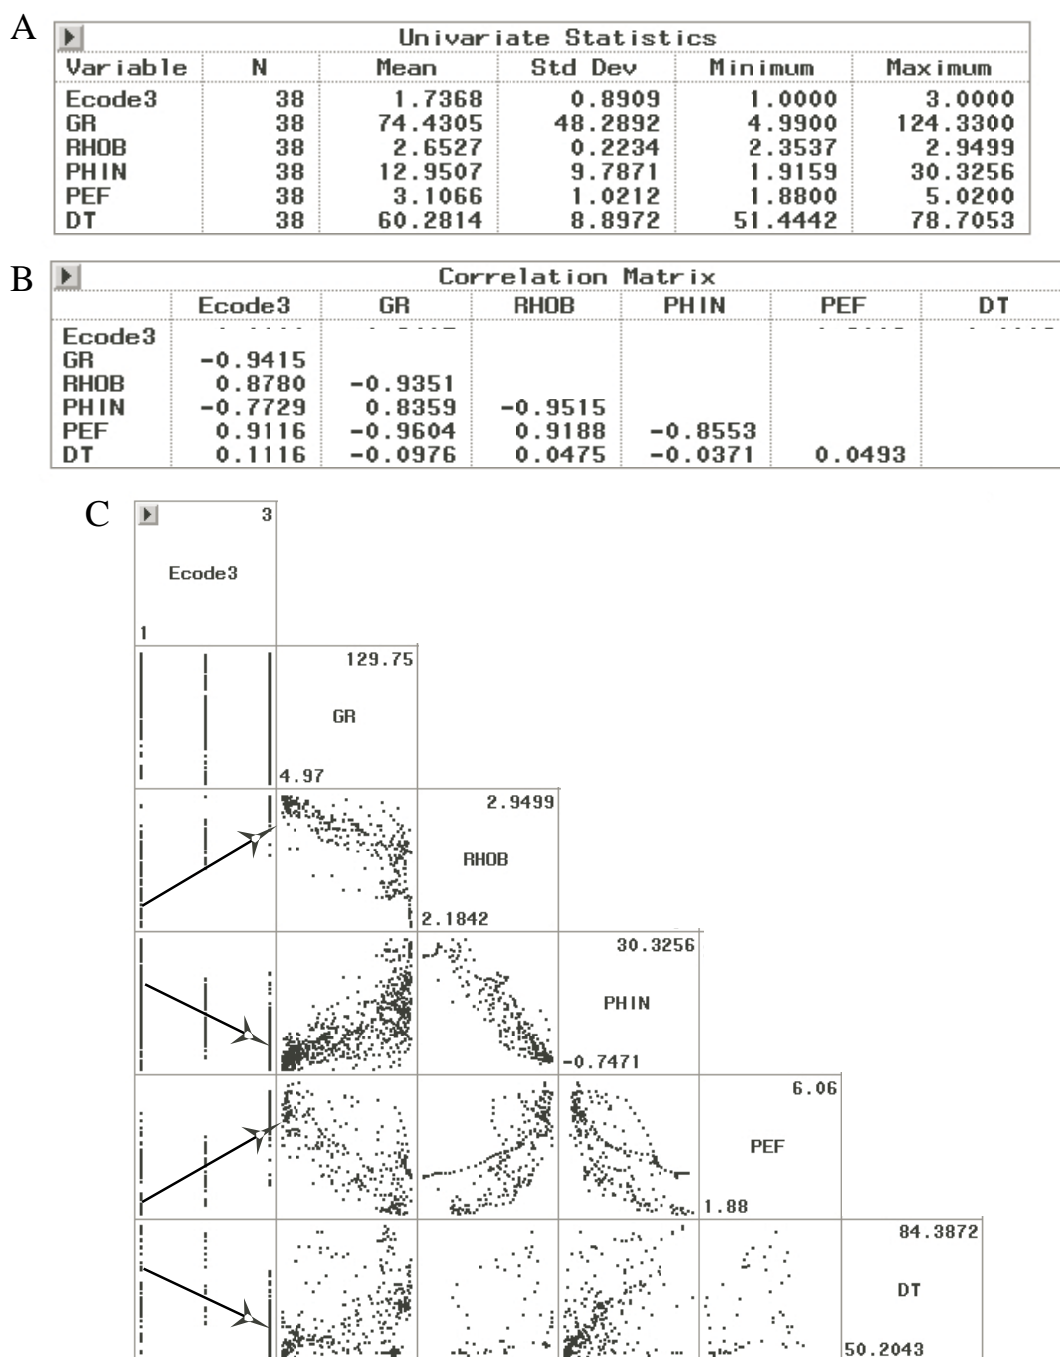 A
Univariate Statistics
Variable N Mean Std Dev Minimum Maximum
Ecode3 38 1.7368 0.8909 1.0000 3.0000
GR 38 74.4305 48.2892 4.9900 124.3300
RHOB 38 2.6527 0.2234 2.3537 2.9499
PHIN 38 12.9507 9.7871 1.9159 30.3256
PEF 38 3.1066 1.0212 1.8800 5.0200
DT 38 60.2814 8.8972 51.4442 78.7053
B
Correlation Matrix
Ecode3 GR RHOB PHIN PEF DT
Ecode3
GR -0.9415
RHOB 0.8780 -0.9351
PHIN -0.7729 0.8359 -0.9515
PEF 0.9116 -0.9604 0.9188 -0.8553
DT 0.1116 -0.0976 0.0475 -0.0371 0.0493
C
3
Ecode3
1
129.75
GR
4.97
2.9499
RHOB
2.1842
30.3256
PHIN
-0.7471
6.06
PEF
1.88
84.3872
DT
50.2043